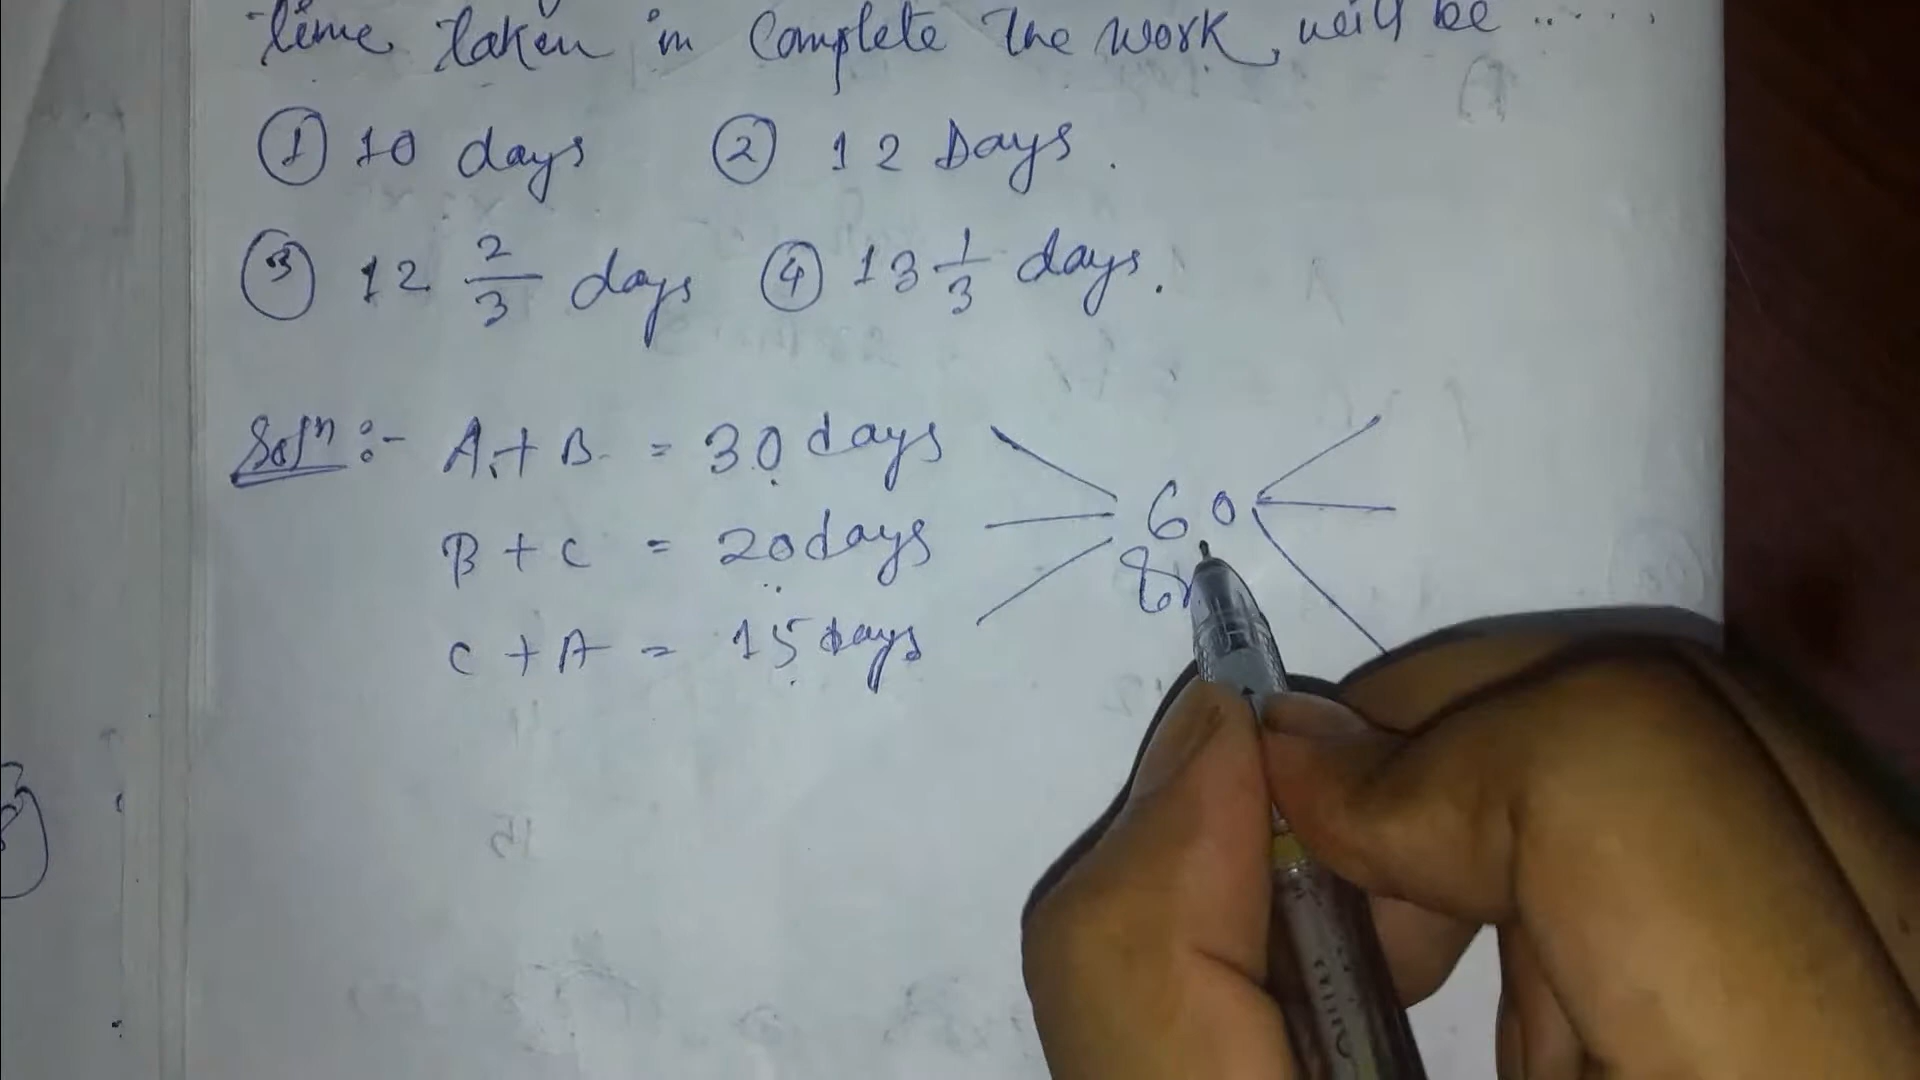 time taken in complete the work, will be .....
① 10 days ② 12 Days.
③ 12 2/3 days ④ 13 1/3 days.
Solⁿ :- A + B = 30 days
B + C = 20 days
C + A = 15 days
60